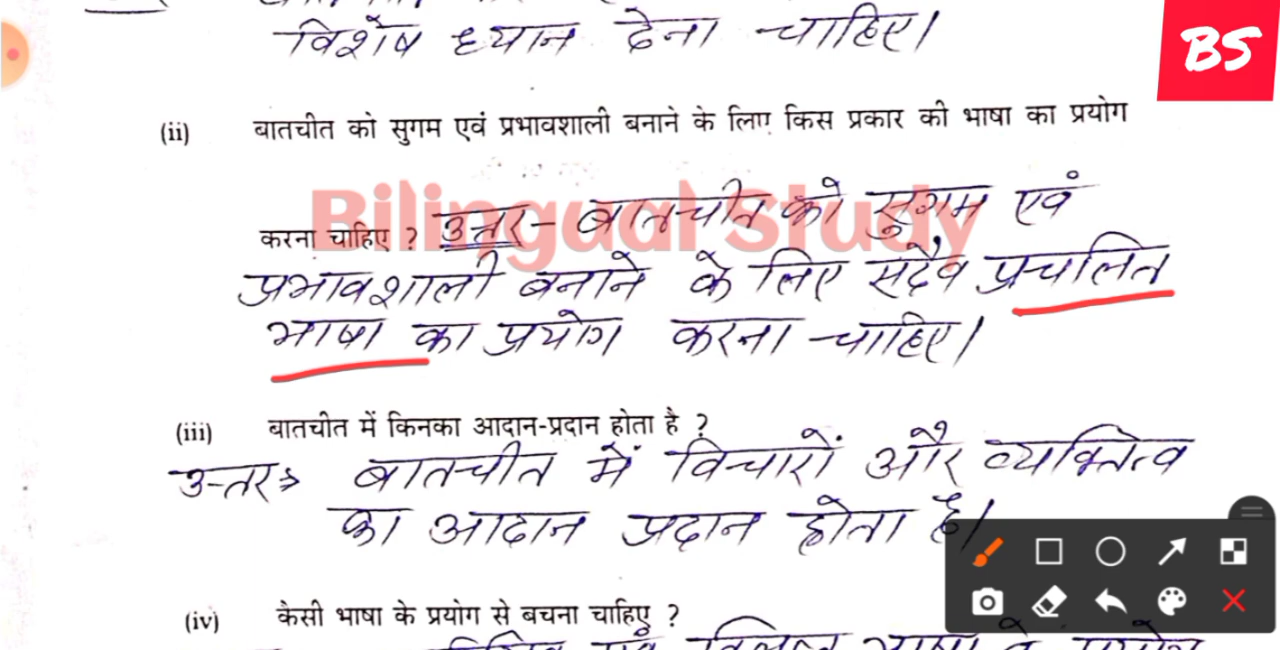 विशेष ध्यान देना चाहिए।
BS
(ii) बातचीत को सुगम एवं प्रभावशाली बनाने के लिए किस प्रकार की भाषा का प्रयोग
Bilingual Study
करना चाहिए ? उत्तर - बातचीत को सुगम एवं
प्रभावशाली बनाने के लिए सदैव प्रचलित
भाषा का प्रयोग करना चाहिए।
(iii) बातचीत में किनका आदान-प्रदान होता है ?
उत्तर→ बातचीत में विचारों और व्यक्तित्व
का आदान प्रदान होता है।
(iv) कैसी भाषा के प्रयोग से बचना चाहिए ?